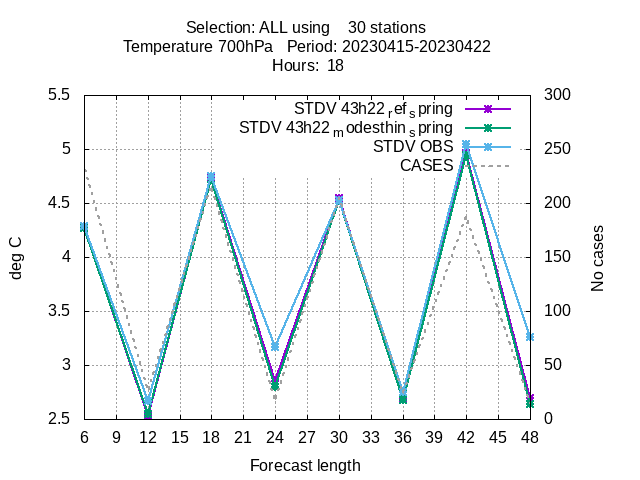 Selection: ALL using    30 stations
Temperature 700hPa   Period: 20230415-20230422
Hours: 18
5.5
5
4.5
4
3.5
3
2.5
deg C
STDV 43h22_ref_spring
STDV 43h22_modesthin_spring
STDV OBS
CASES
300
250
200
150
100
50
0
No cases
6 9 12 15 18 21 24 27 30 33 36 39 42 45 48
Forecast length